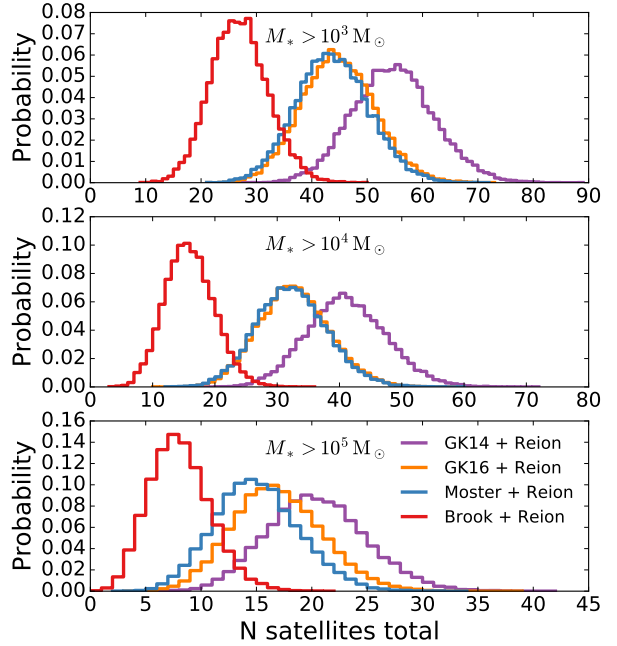 0.08
0.07
0.06
0.05
0.04
0.03
0.02
0.01
0.00
Probability
M* > 10³ M☉
0 10 20 30 40 50 60 70 80 90
0.12
0.10
0.08
0.06
0.04
0.02
0.00
Probability
M* > 10⁴ M☉
0 10 20 30 40 50 60 70 80
0.16
0.14
0.12
0.10
0.08
0.06
0.04
0.02
0.00
Probability
M* > 10⁵ M☉
GK14 + Reion
GK16 + Reion
Moster + Reion
Brook + Reion
0 5 10 15 20 25 30 35 40 45
N satellites total